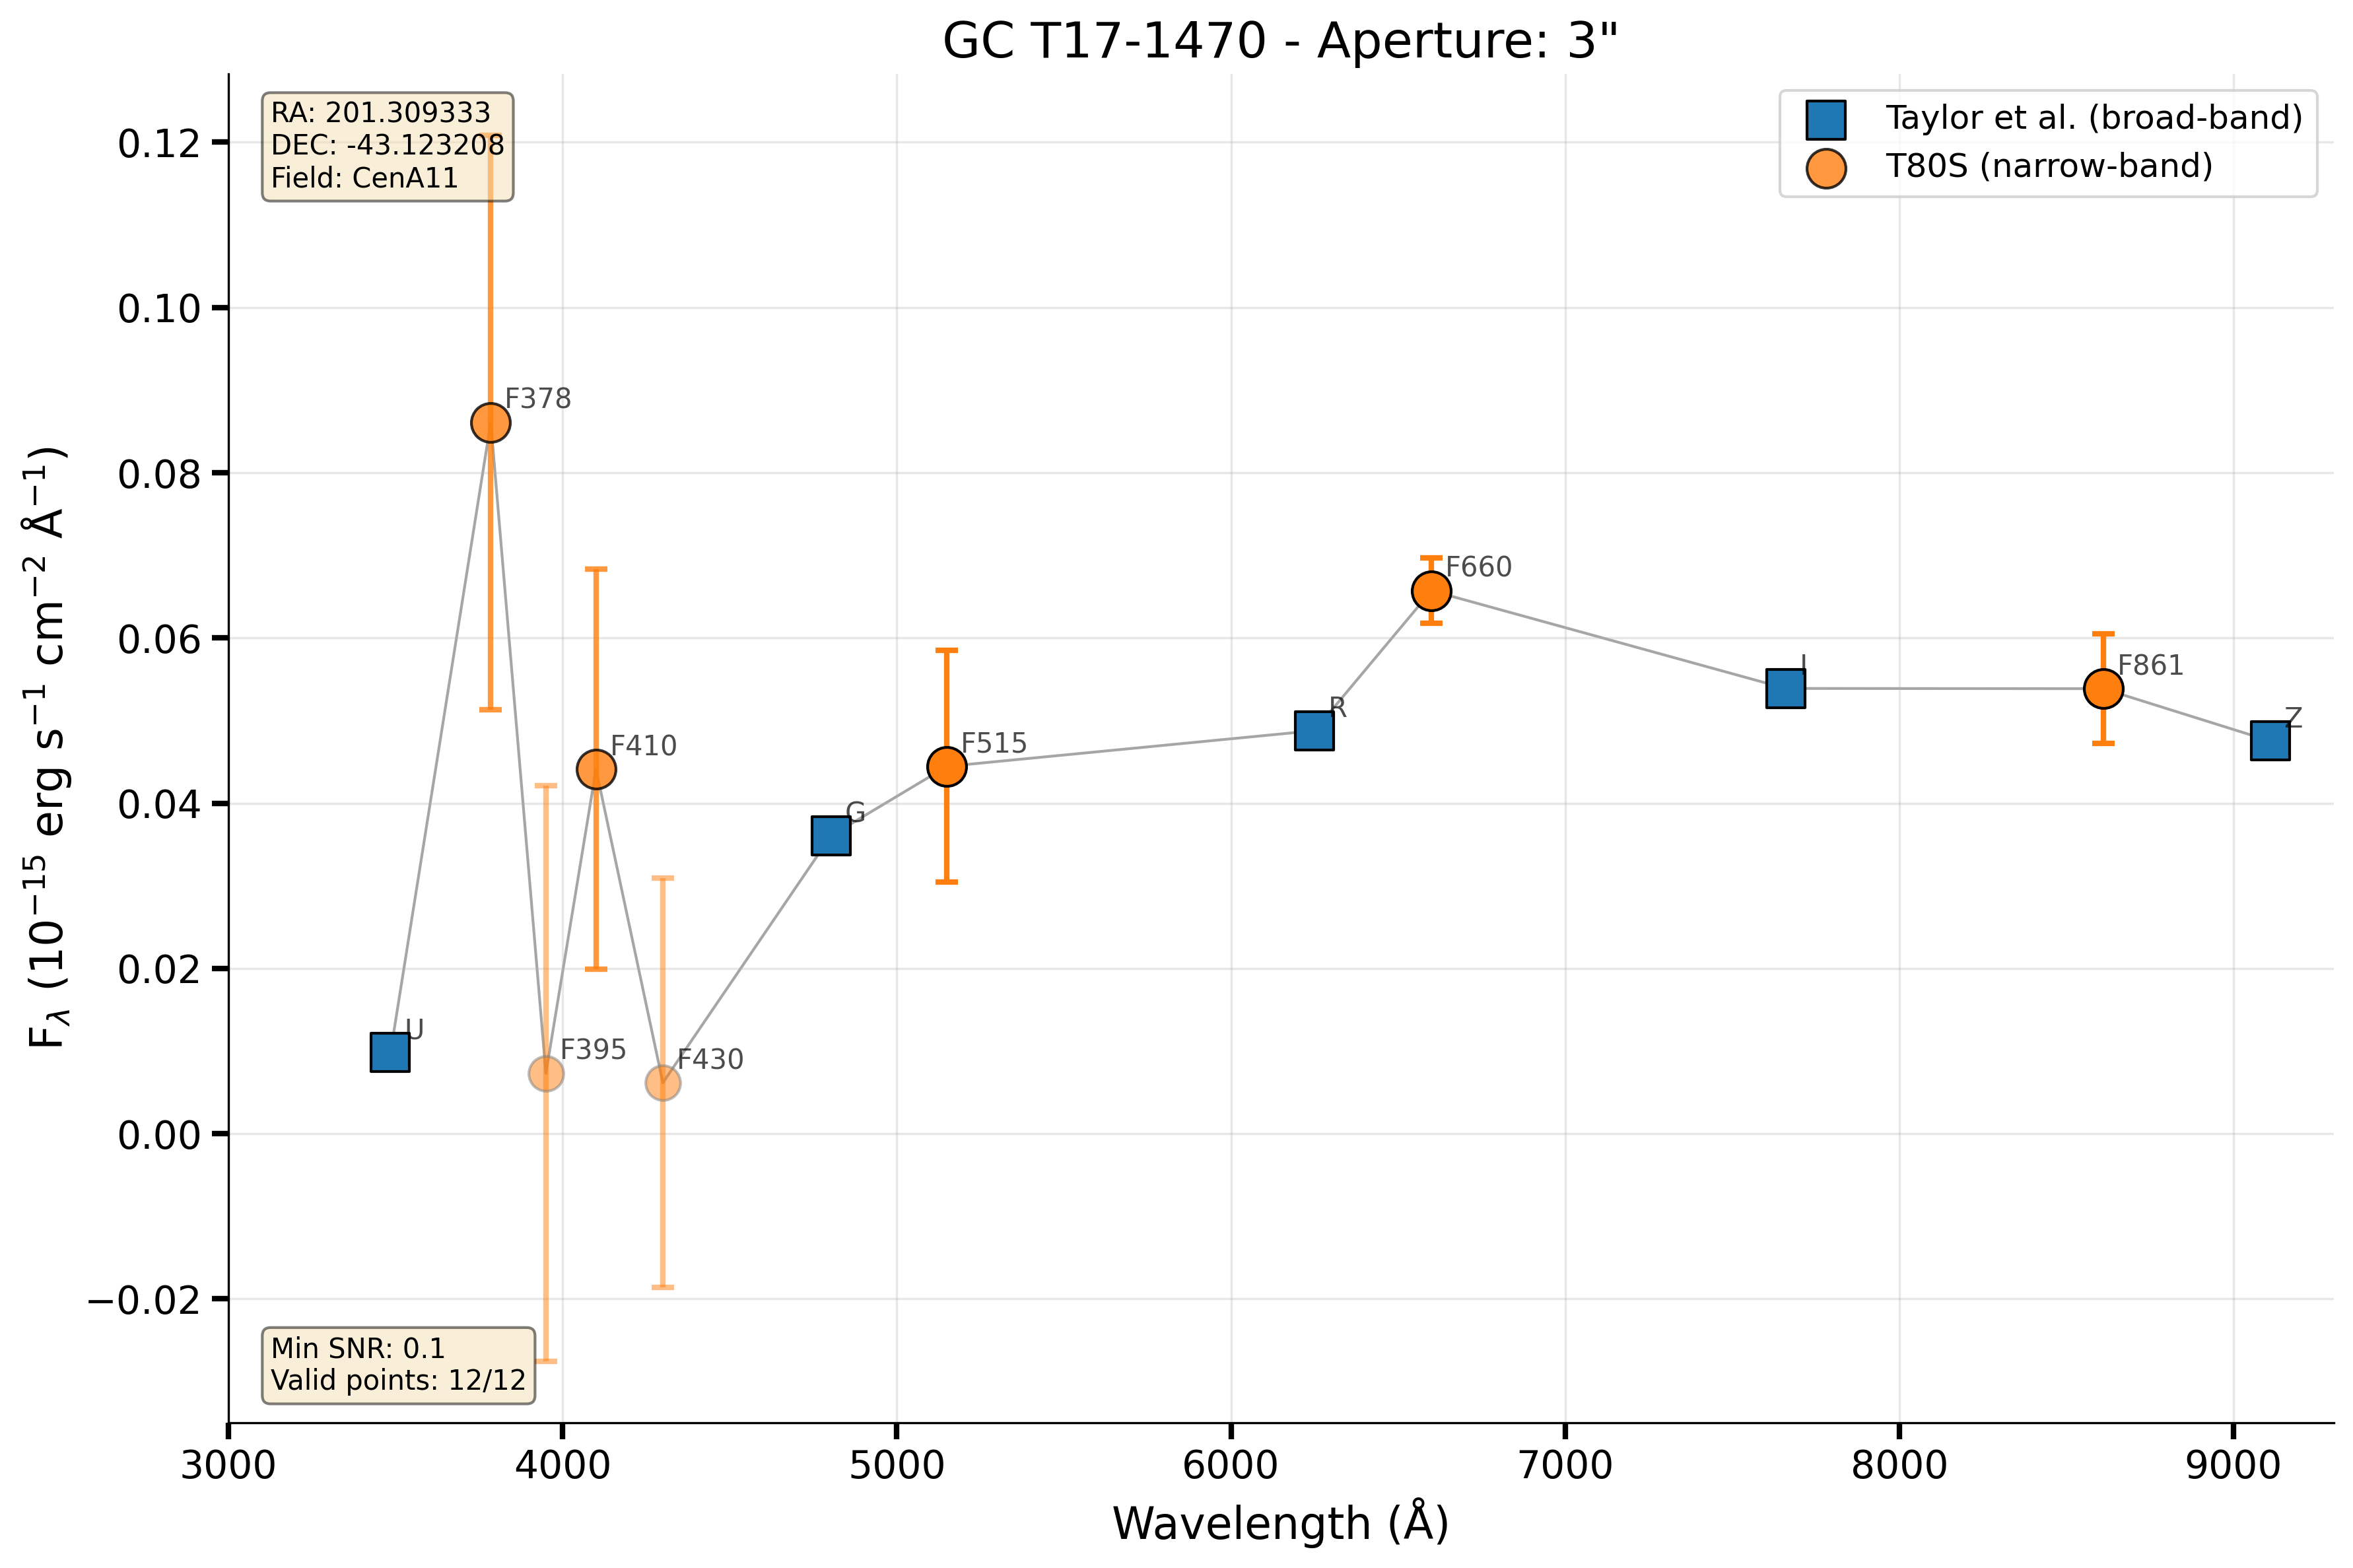 GC T17-1470 - Aperture: 3"
RA: 201.309333
DEC: -43.123208
Field: CenA11
Taylor et al. (broad-band)
T80S (narrow-band)
0.12
0.10
0.08
0.06
0.04
0.02
0.00
−0.02
F_λ (10⁻¹⁵ erg s⁻¹ cm⁻² Å⁻¹)
U
F378
F395
F410
F430
G
F515
R
F660
I
F861
Z
Min SNR: 0.1
Valid points: 12/12
3000 4000 5000 6000 7000 8000 9000
Wavelength (Å)